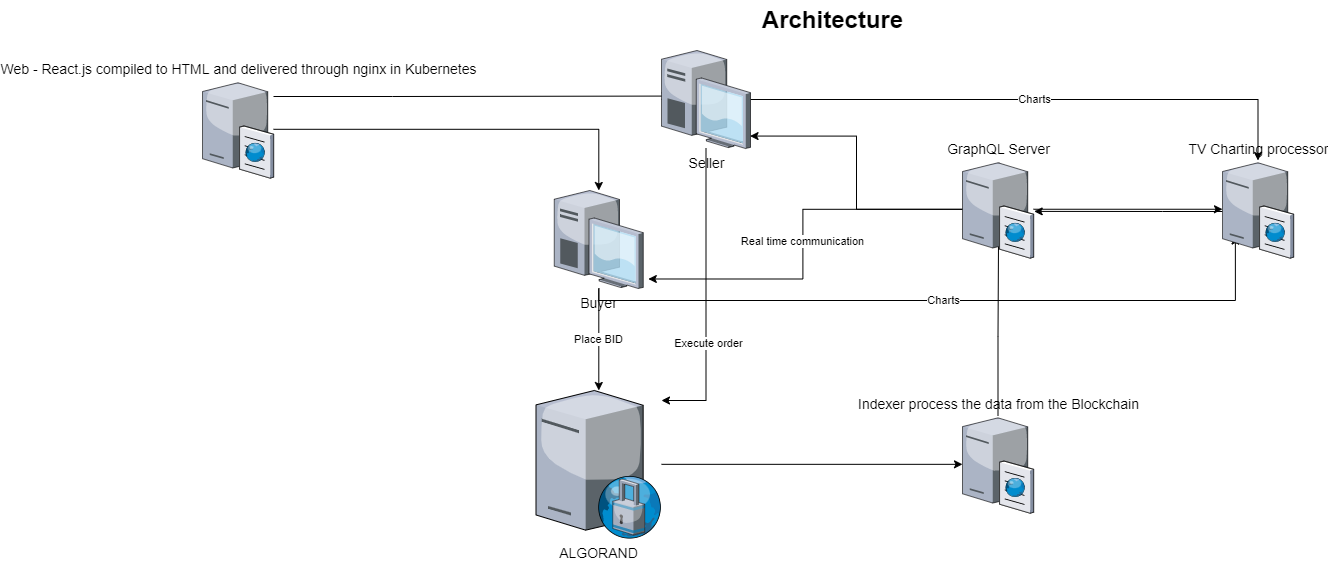 Architecture
Web - React.js compiled to HTML and delivered through nginx in Kubernetes
Charts
Seller
GraphQL Server
TV Charting processor
Real time communication
Buyer
Charts
Place BID
Execute order
Indexer process the data from the Blockchain
ALGORAND